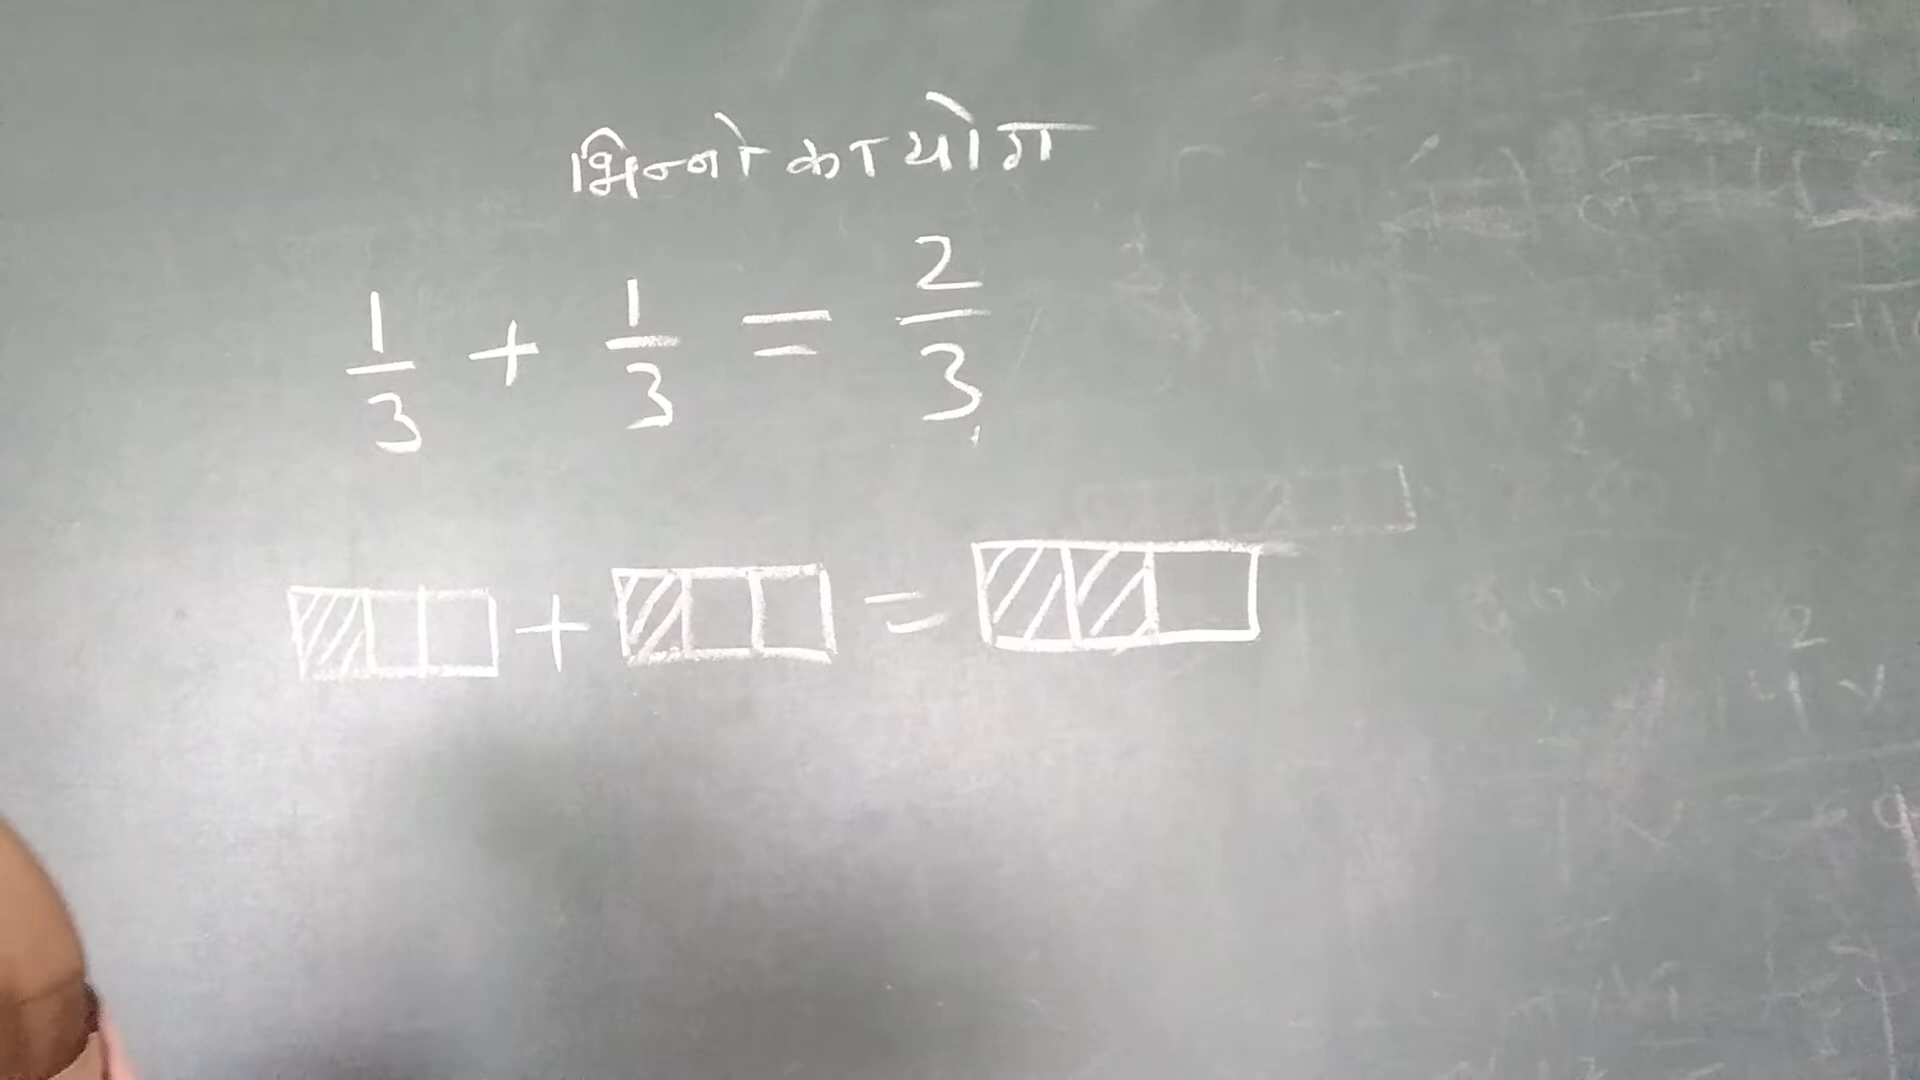 भिन्नो का योग
1/3 + 1/3 = 2/3
+ =